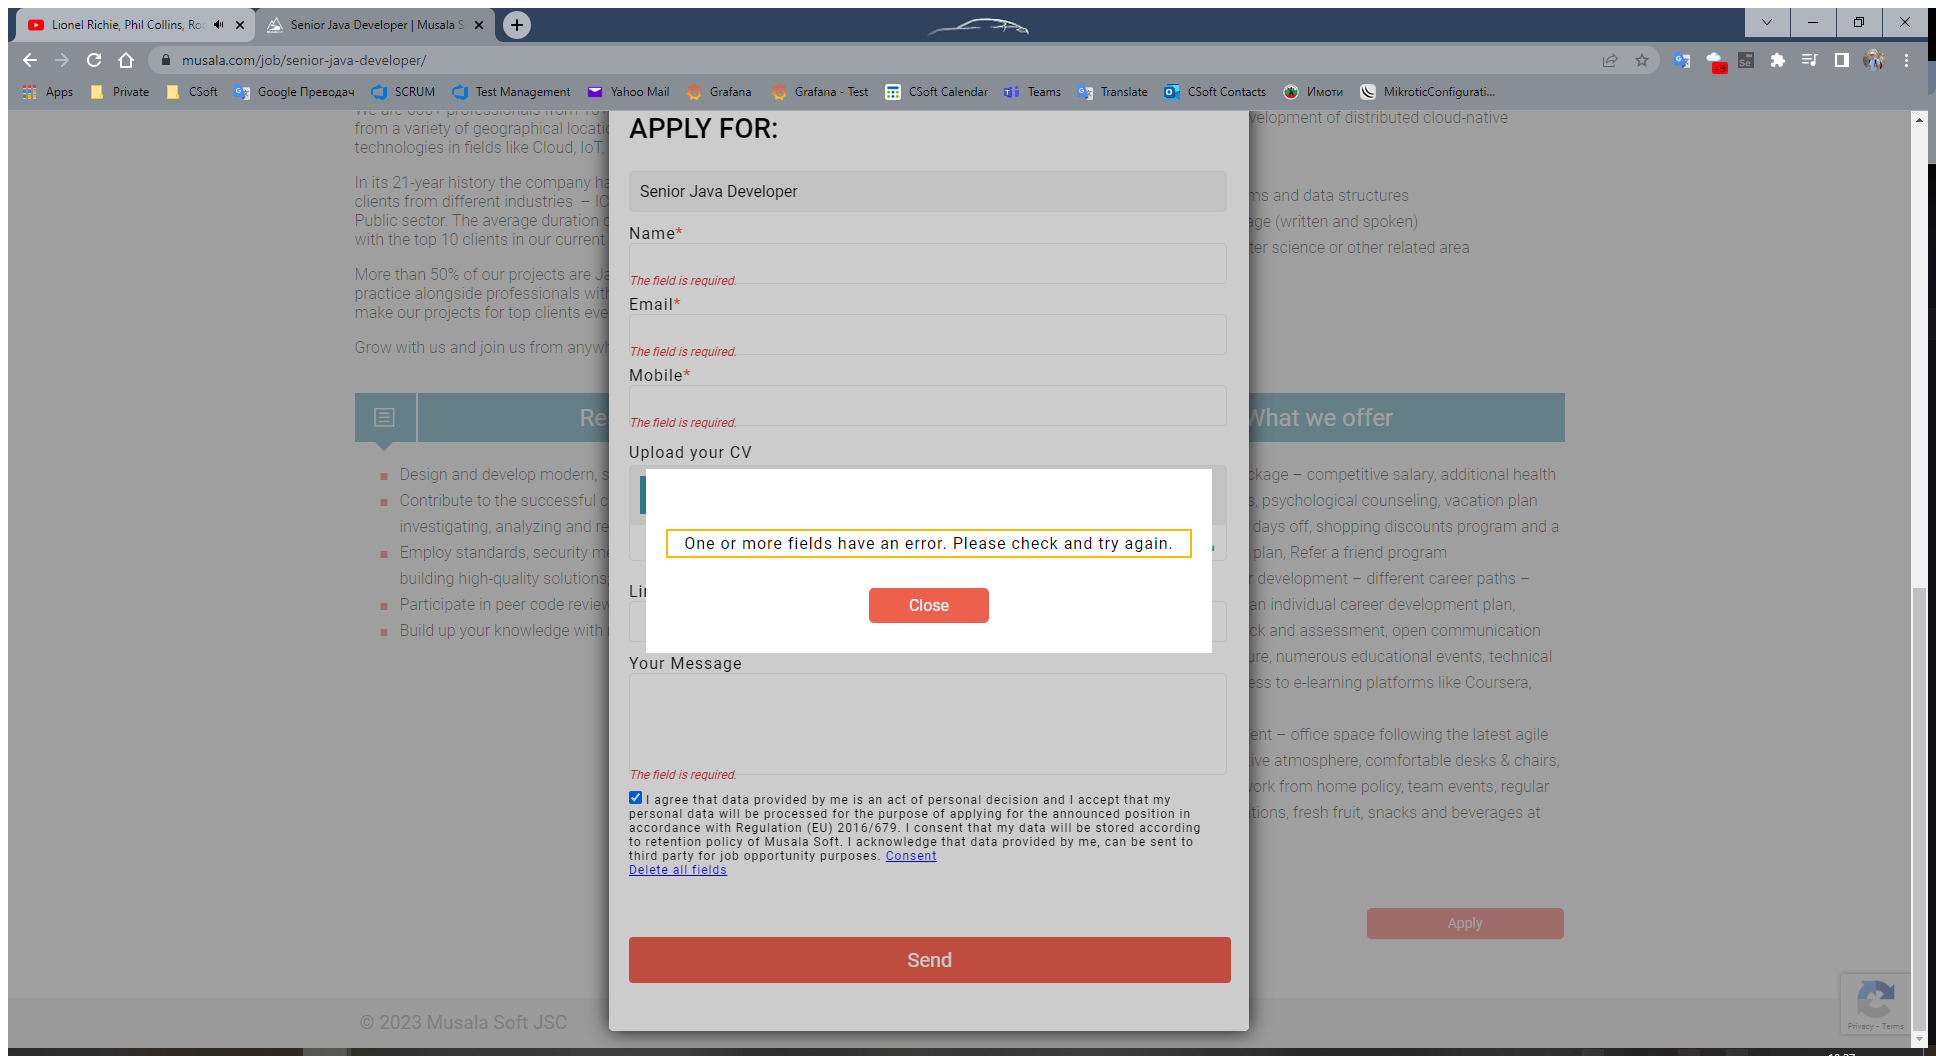 Lionel Richie, Phil Collins, Ro
Senior Java Developer | Musala S
musala.com/job/senior-java-developer/
Apps Private CSoft Google Преводач SCRUM Test Management Yahoo Mail Grafana Grafana - Test CSoft Calendar Teams Translate CSoft Contacts Имоти MikroticConfigurati...
from a variety of geographical locati
technologies in fields like Cloud, IoT,
In its 21-year history the company ha
clients from different industries – IC
Public sector. The average duration
with the top 10 clients in our current
More than 50% of our projects are Ja
practice alongside professionals with
make our projects for top clients eve
Grow with us and join us from anywh
Re
Design and develop modern, s
Contribute to the successful c
investigating, analyzing and re
Employ standards, security me
building high-quality solutions,
Participate in peer code review
Build up your knowledge with
APPLY FOR:
Senior Java Developer
Name*
The field is required.
Email*
The field is required.
Mobile*
The field is required.
Upload your CV
One or more fields have an error. Please check and try again.
Close
Li
Your Message
The field is required.
I agree that data provided by me is an act of personal decision and I accept that my
personal data will be processed for the purpose of applying for the announced position in
accordance with Regulation (EU) 2016/679. I consent that my data will be stored according
to retention policy of Musala Soft. I acknowledge that data provided by me, can be sent to
third party for job opportunity purposes. Consent
Delete all fields
Send
velopment of distributed cloud-native
ms and data structures
age (written and spoken)
ter science or other related area
What we offer
ckage – competitive salary, additional health
s, psychological counseling, vacation plan
days off, shopping discounts program and a
plan, Refer a friend program
r development – different career paths –
an individual career development plan,
ck and assessment, open communication
ure, numerous educational events, technical
ess to e-learning platforms like Coursera,
ent – office space following the latest agile
ive atmosphere, comfortable desks & chairs,
ork from home policy, team events, regular
tions, fresh fruit, snacks and beverages at
Apply
© 2023 Musala Soft JSC
Privacy - Terms